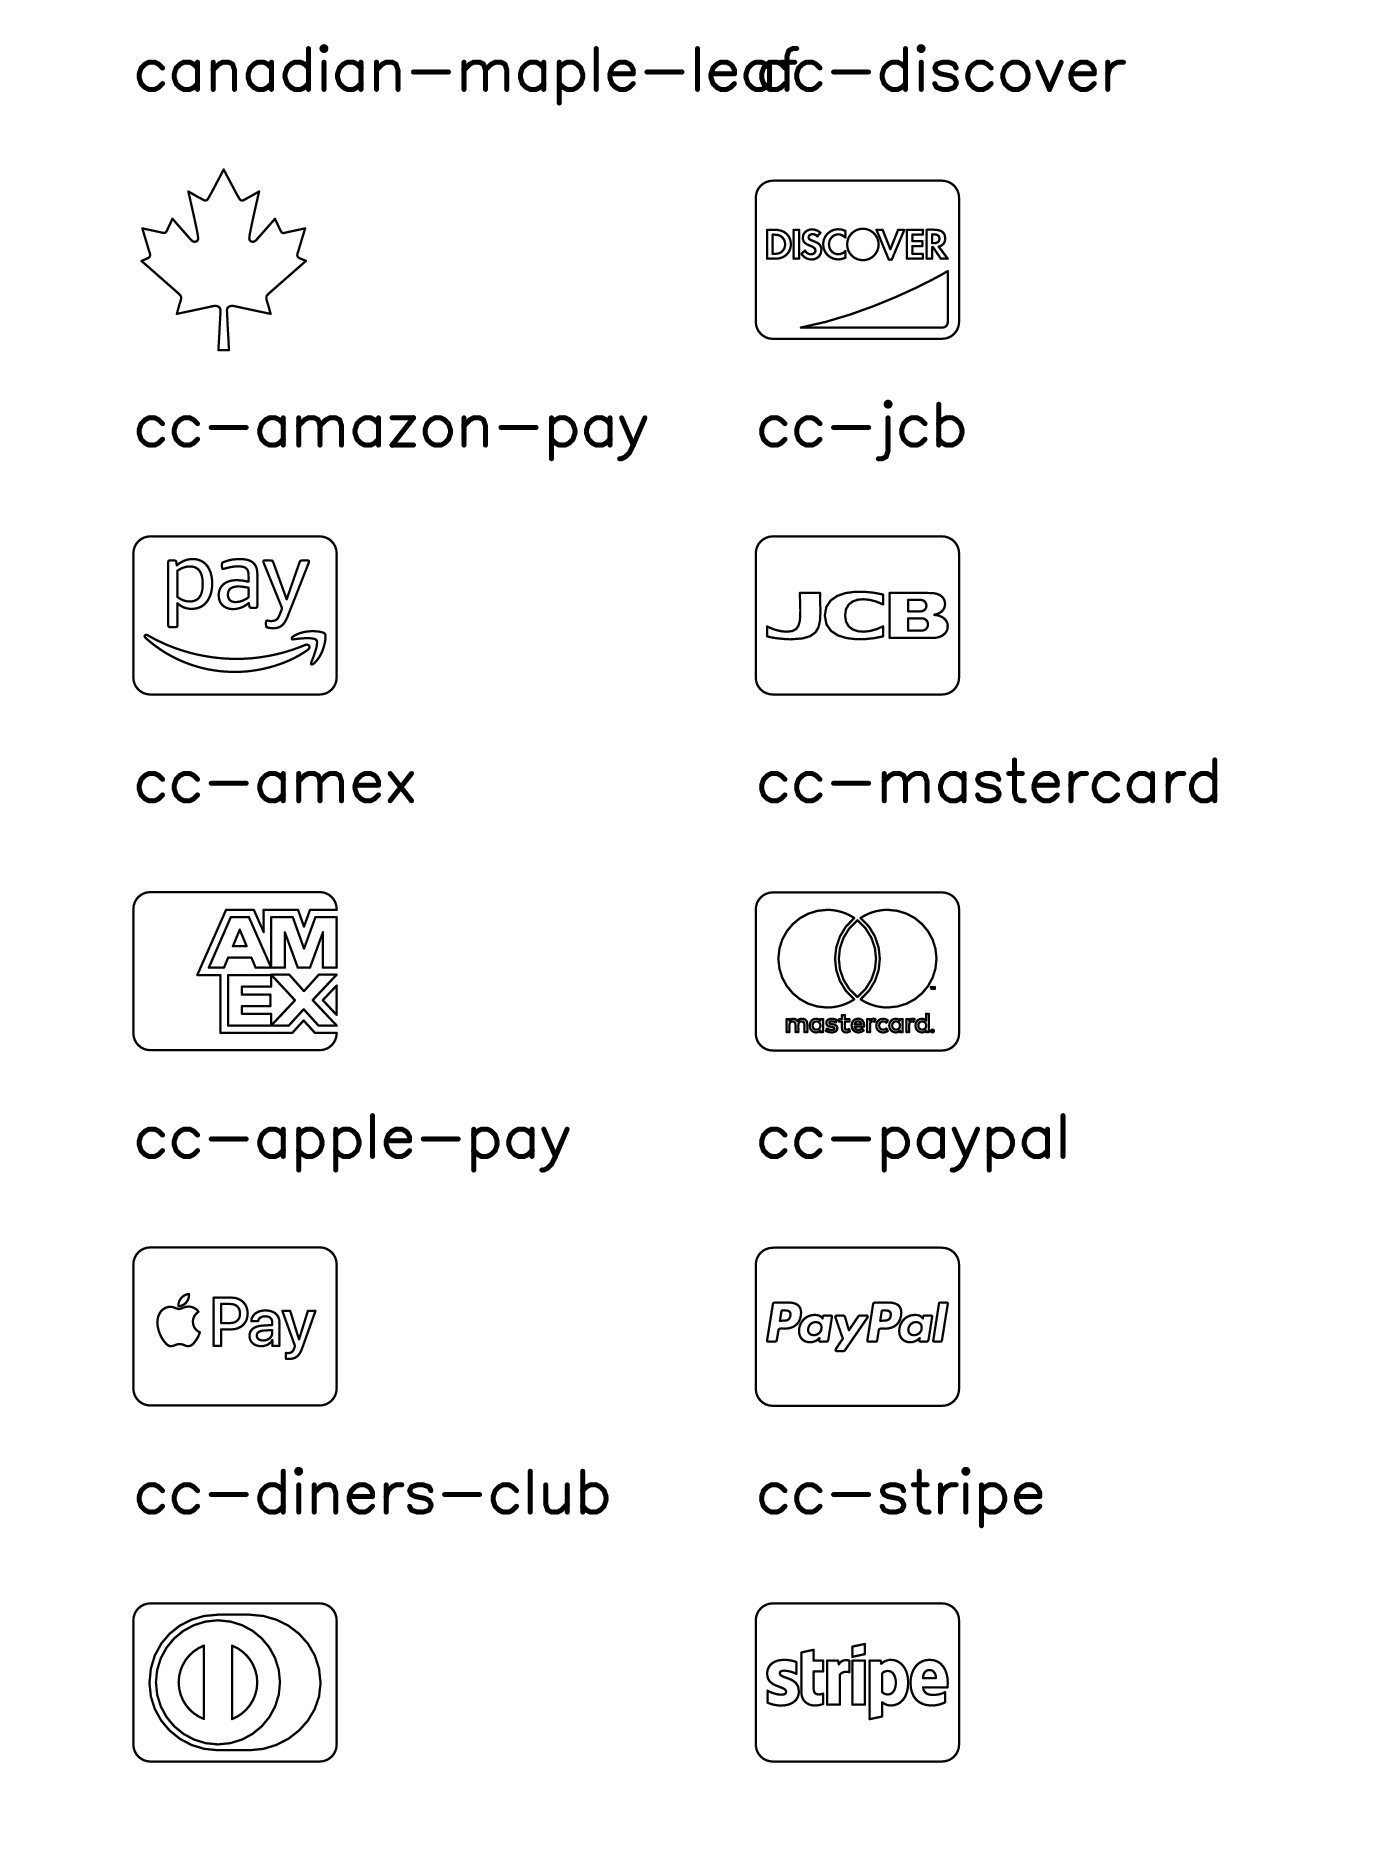 canadian-maple-leaf
cc-discover
DISCOVER
cc-amazon-pay
cc-jcb
pay
JCB
cc-amex
cc-mastercard
AM
EX
mastercard.
cc-apple-pay
cc-paypal
Pay
PayPal
cc-diners-club
cc-stripe
stripe